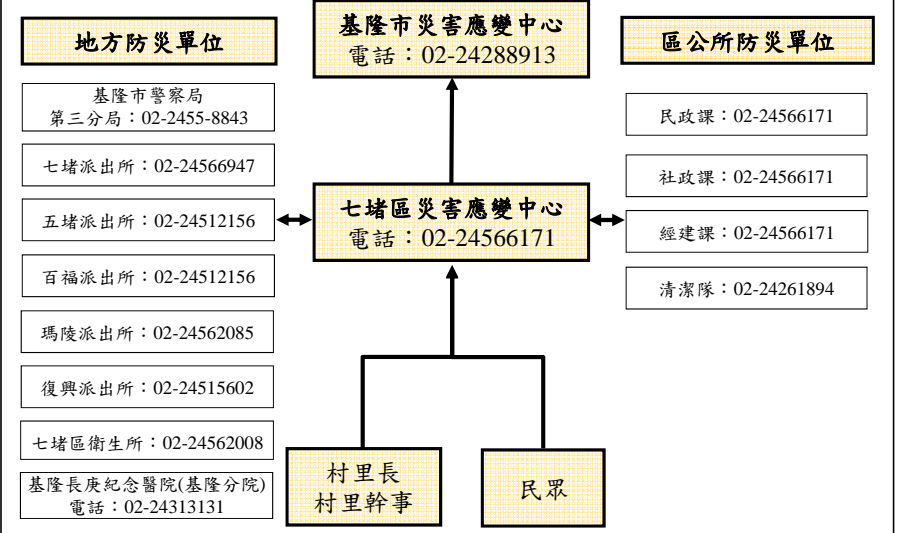 地方防災單位
基隆市警察局
第三分局：02-2455-8843
七堵派出所：02-24566947
五堵派出所：02-24512156
百福派出所：02-24512156
瑪陵派出所：02-24562085
復興派出所：02-24515602
七堵區衛生所：02-24562008
基隆長庚紀念醫院(基隆分院)
電話：02-24313131
基隆市災害應變中心
電話：02-24288913
七堵區災害應變中心
電話：02-24566171
村里長
村里幹事
民眾
區公所防災單位
民政課：02-24566171
社政課：02-24566171
經建課：02-24566171
清潔隊：02-24261894